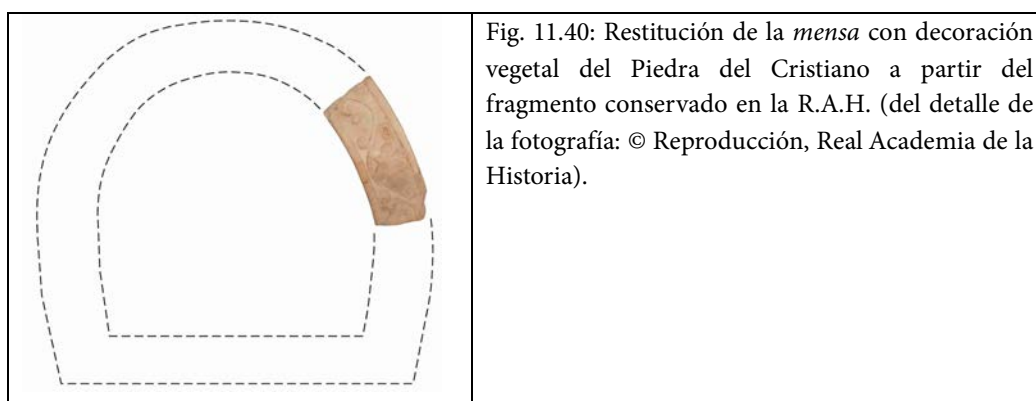 Fig. 11.40: Restitución de la mensa con decoración
vegetal del Piedra del Cristiano a partir del
fragmento conservado en la R.A.H. (del detalle de
la fotografía: © Reproducción, Real Academia de la
Historia).